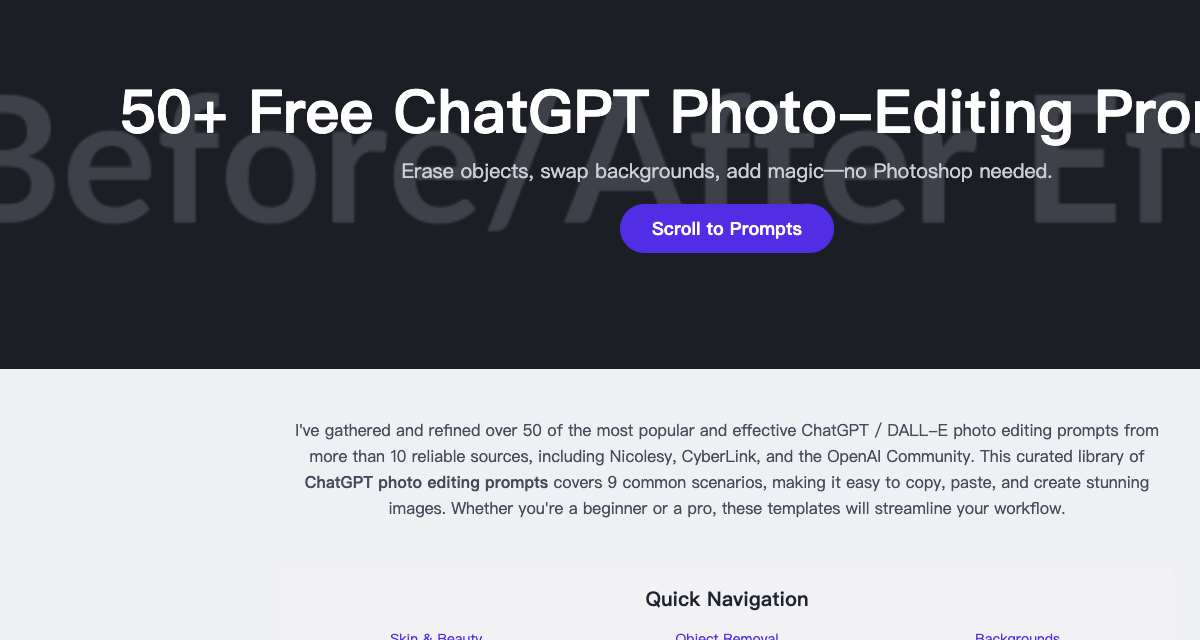 50+ Free ChatGPT Photo-Editing
Before/After
Erase objects, swap backgrounds, add magic—no Photoshop needed.
Scroll to Prompts
I've gathered and refined over 50 of the most popular and effective ChatGPT / DALL-E photo editing prompts from
more than 10 reliable sources, including Nicolesy, CyberLink, and the OpenAI Community. This curated library of
ChatGPT photo editing prompts covers 9 common scenarios, making it easy to copy, paste, and create stunning
images. Whether you're a beginner or a pro, these templates will streamline your workflow.
Quick Navigation
Skin & Beauty
Object Removal
Backgrounds